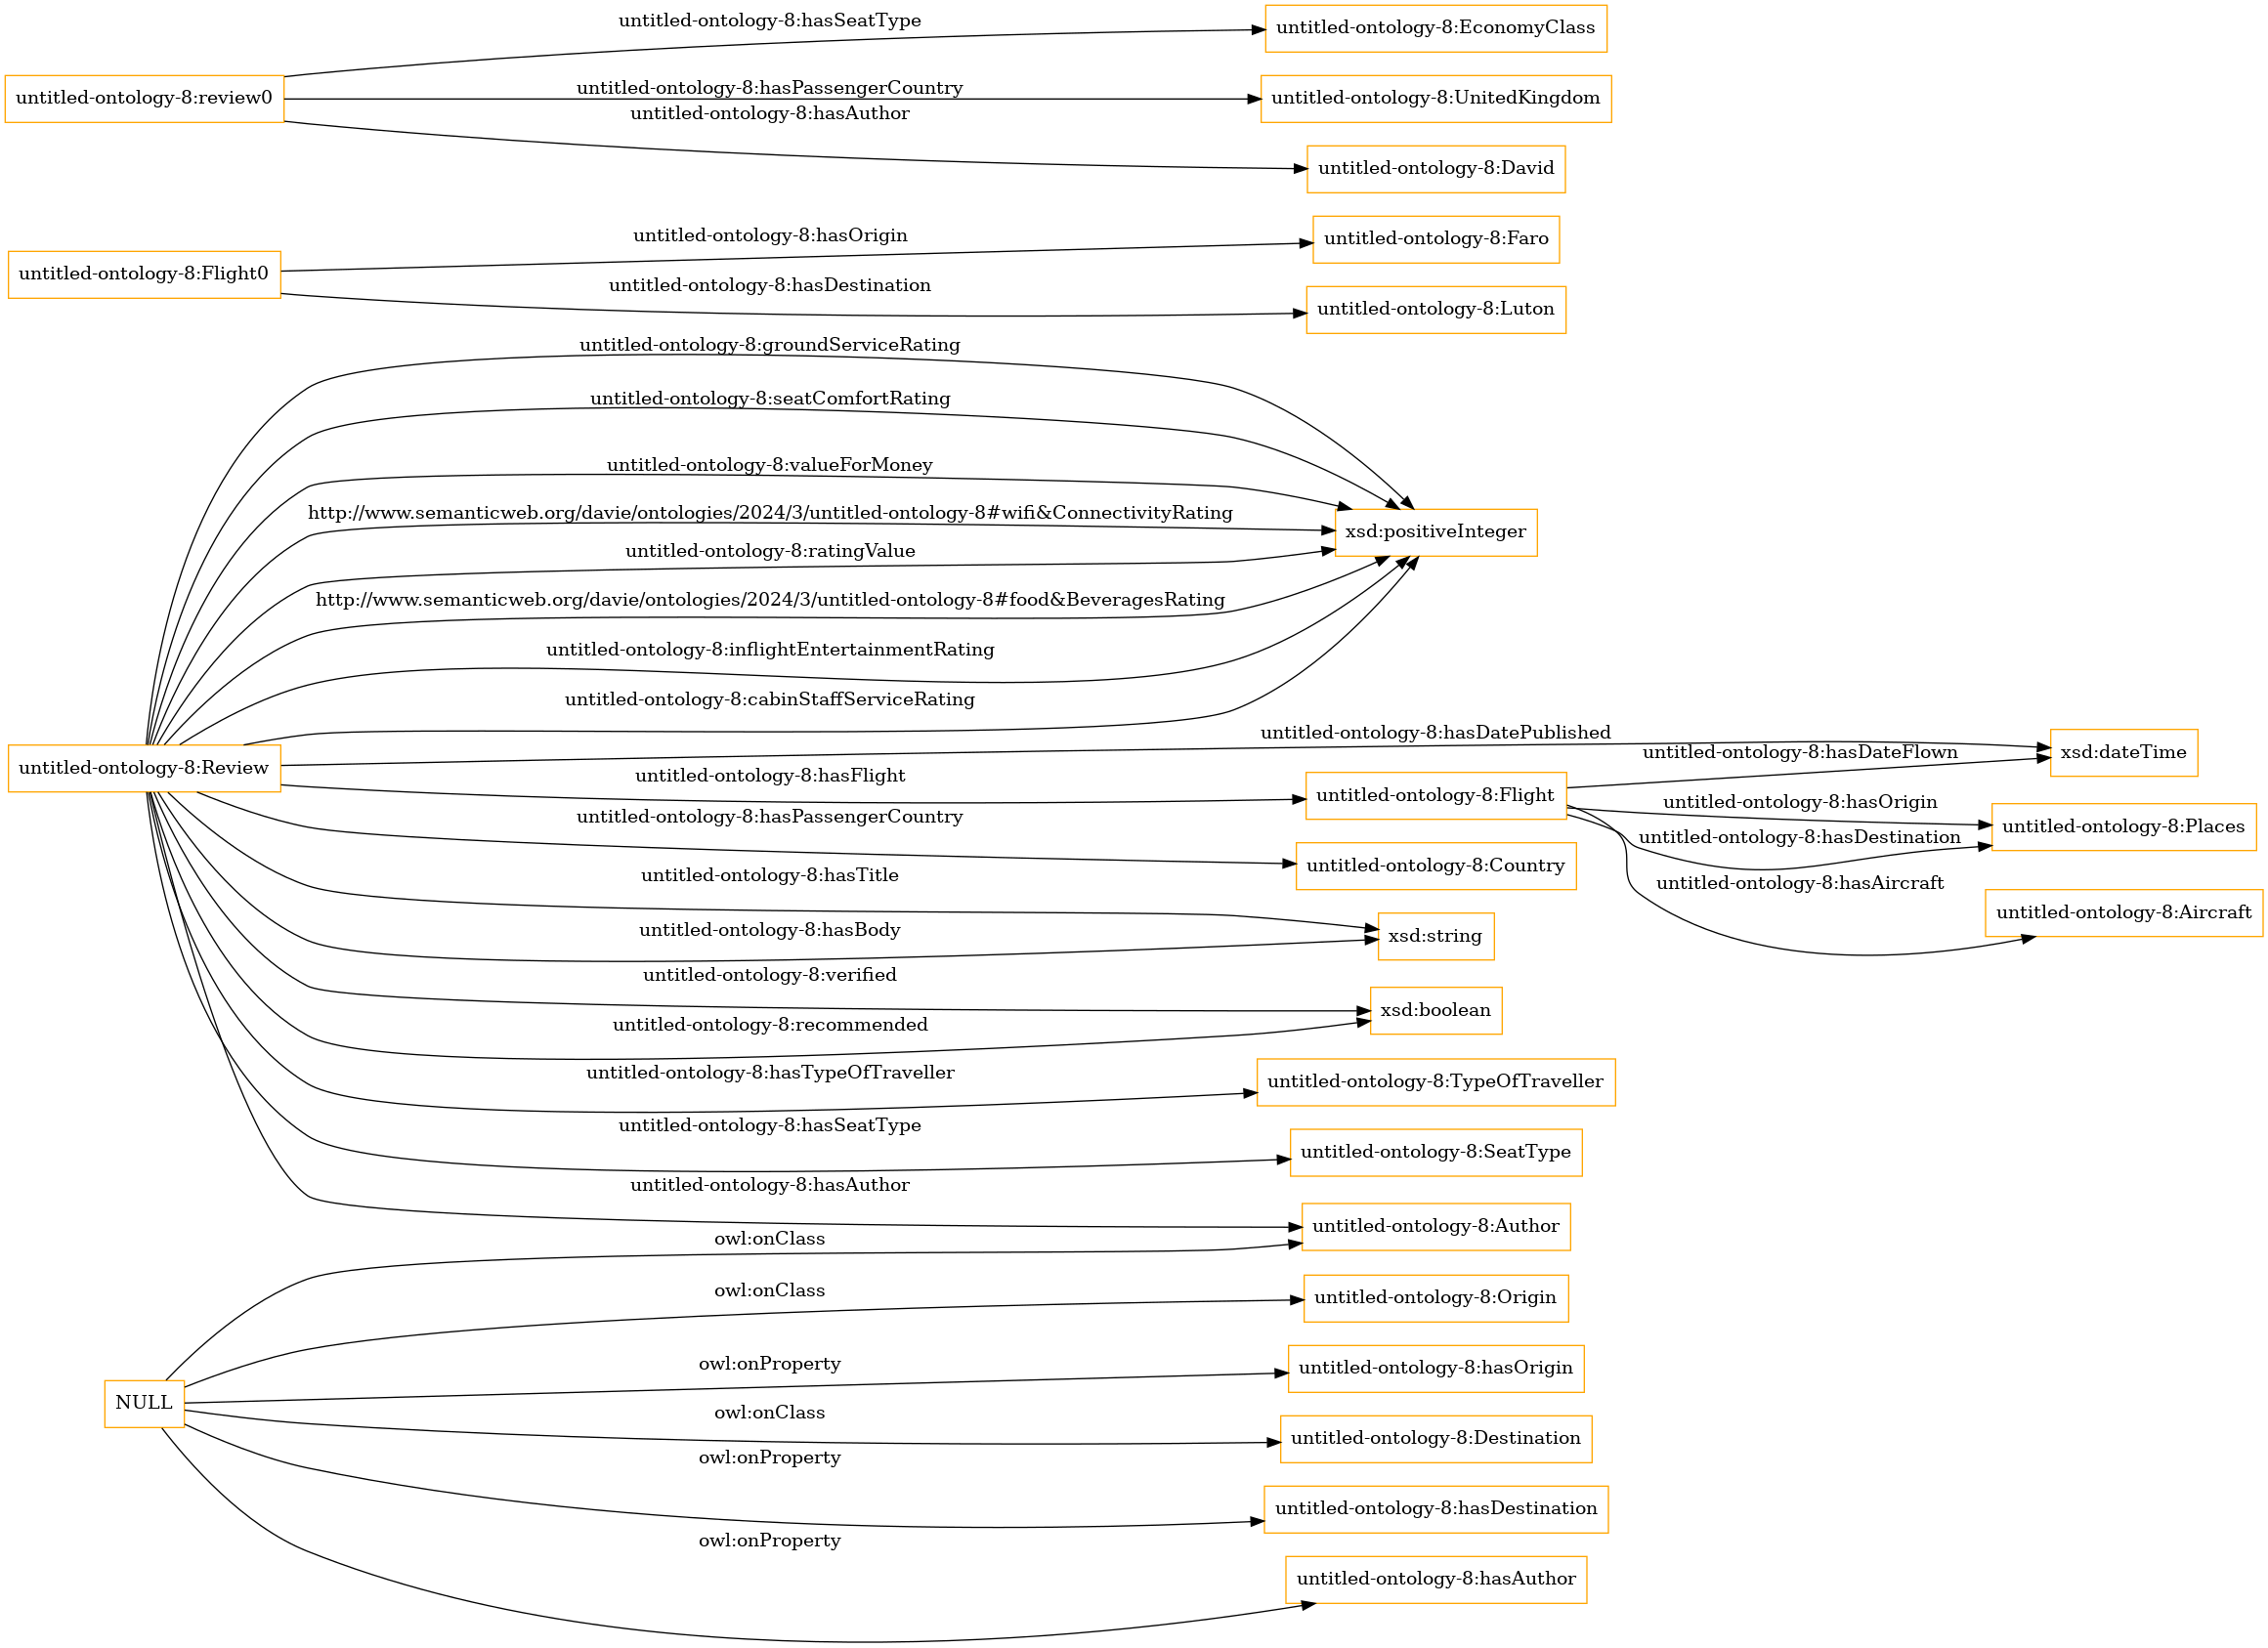 untitled-ontology-8:hasSeatType
untitled-ontology-8:EconomyClass
untitled-ontology-8:review0
untitled-ontology-8:hasPassengerCountry
untitled-ontology-8:UnitedKingdom
untitled-ontology-8:hasAuthor
untitled-ontology-8:David
untitled-ontology-8:hasOrigin
untitled-ontology-8:Faro
untitled-ontology-8:Flight0
untitled-ontology-8:hasDestination
untitled-ontology-8:Luton
untitled-ontology-8:groundServiceRating
untitled-ontology-8:seatComfortRating
untitled-ontology-8:valueForMoney
http://www.semanticweb.org/davie/ontologies/2024/3/untitled-ontology-8#wifi&ConnectivityRating
xsd:positiveInteger
untitled-ontology-8:ratingValue
http://www.semanticweb.org/davie/ontologies/2024/3/untitled-ontology-8#food&BeveragesRating
untitled-ontology-8:inflightEntertainmentRating
untitled-ontology-8:cabinStaffServiceRating
untitled-ontology-8:hasDatePublished
untitled-ontology-8:hasDateFlown
xsd:dateTime
untitled-ontology-8:Review
untitled-ontology-8:hasFlight
untitled-ontology-8:Flight
untitled-ontology-8:hasOrigin
untitled-ontology-8:Places
untitled-ontology-8:hasPassengerCountry
untitled-ontology-8:hasDestination
untitled-ontology-8:Country
untitled-ontology-8:hasTitle
untitled-ontology-8:hasAircraft
untitled-ontology-8:Aircraft
untitled-ontology-8:hasBody
xsd:string
untitled-ontology-8:verified
xsd:boolean
untitled-ontology-8:recommended
untitled-ontology-8:hasTypeOfTraveller
untitled-ontology-8:TypeOfTraveller
untitled-ontology-8:hasSeatType
untitled-ontology-8:SeatType
untitled-ontology-8:hasAuthor
untitled-ontology-8:Author
owl:onClass
owl:onClass
untitled-ontology-8:Origin
owl:onProperty
untitled-ontology-8:hasOrigin
NULL
owl:onClass
untitled-ontology-8:Destination
owl:onProperty
untitled-ontology-8:hasDestination
owl:onProperty
untitled-ontology-8:hasAuthor